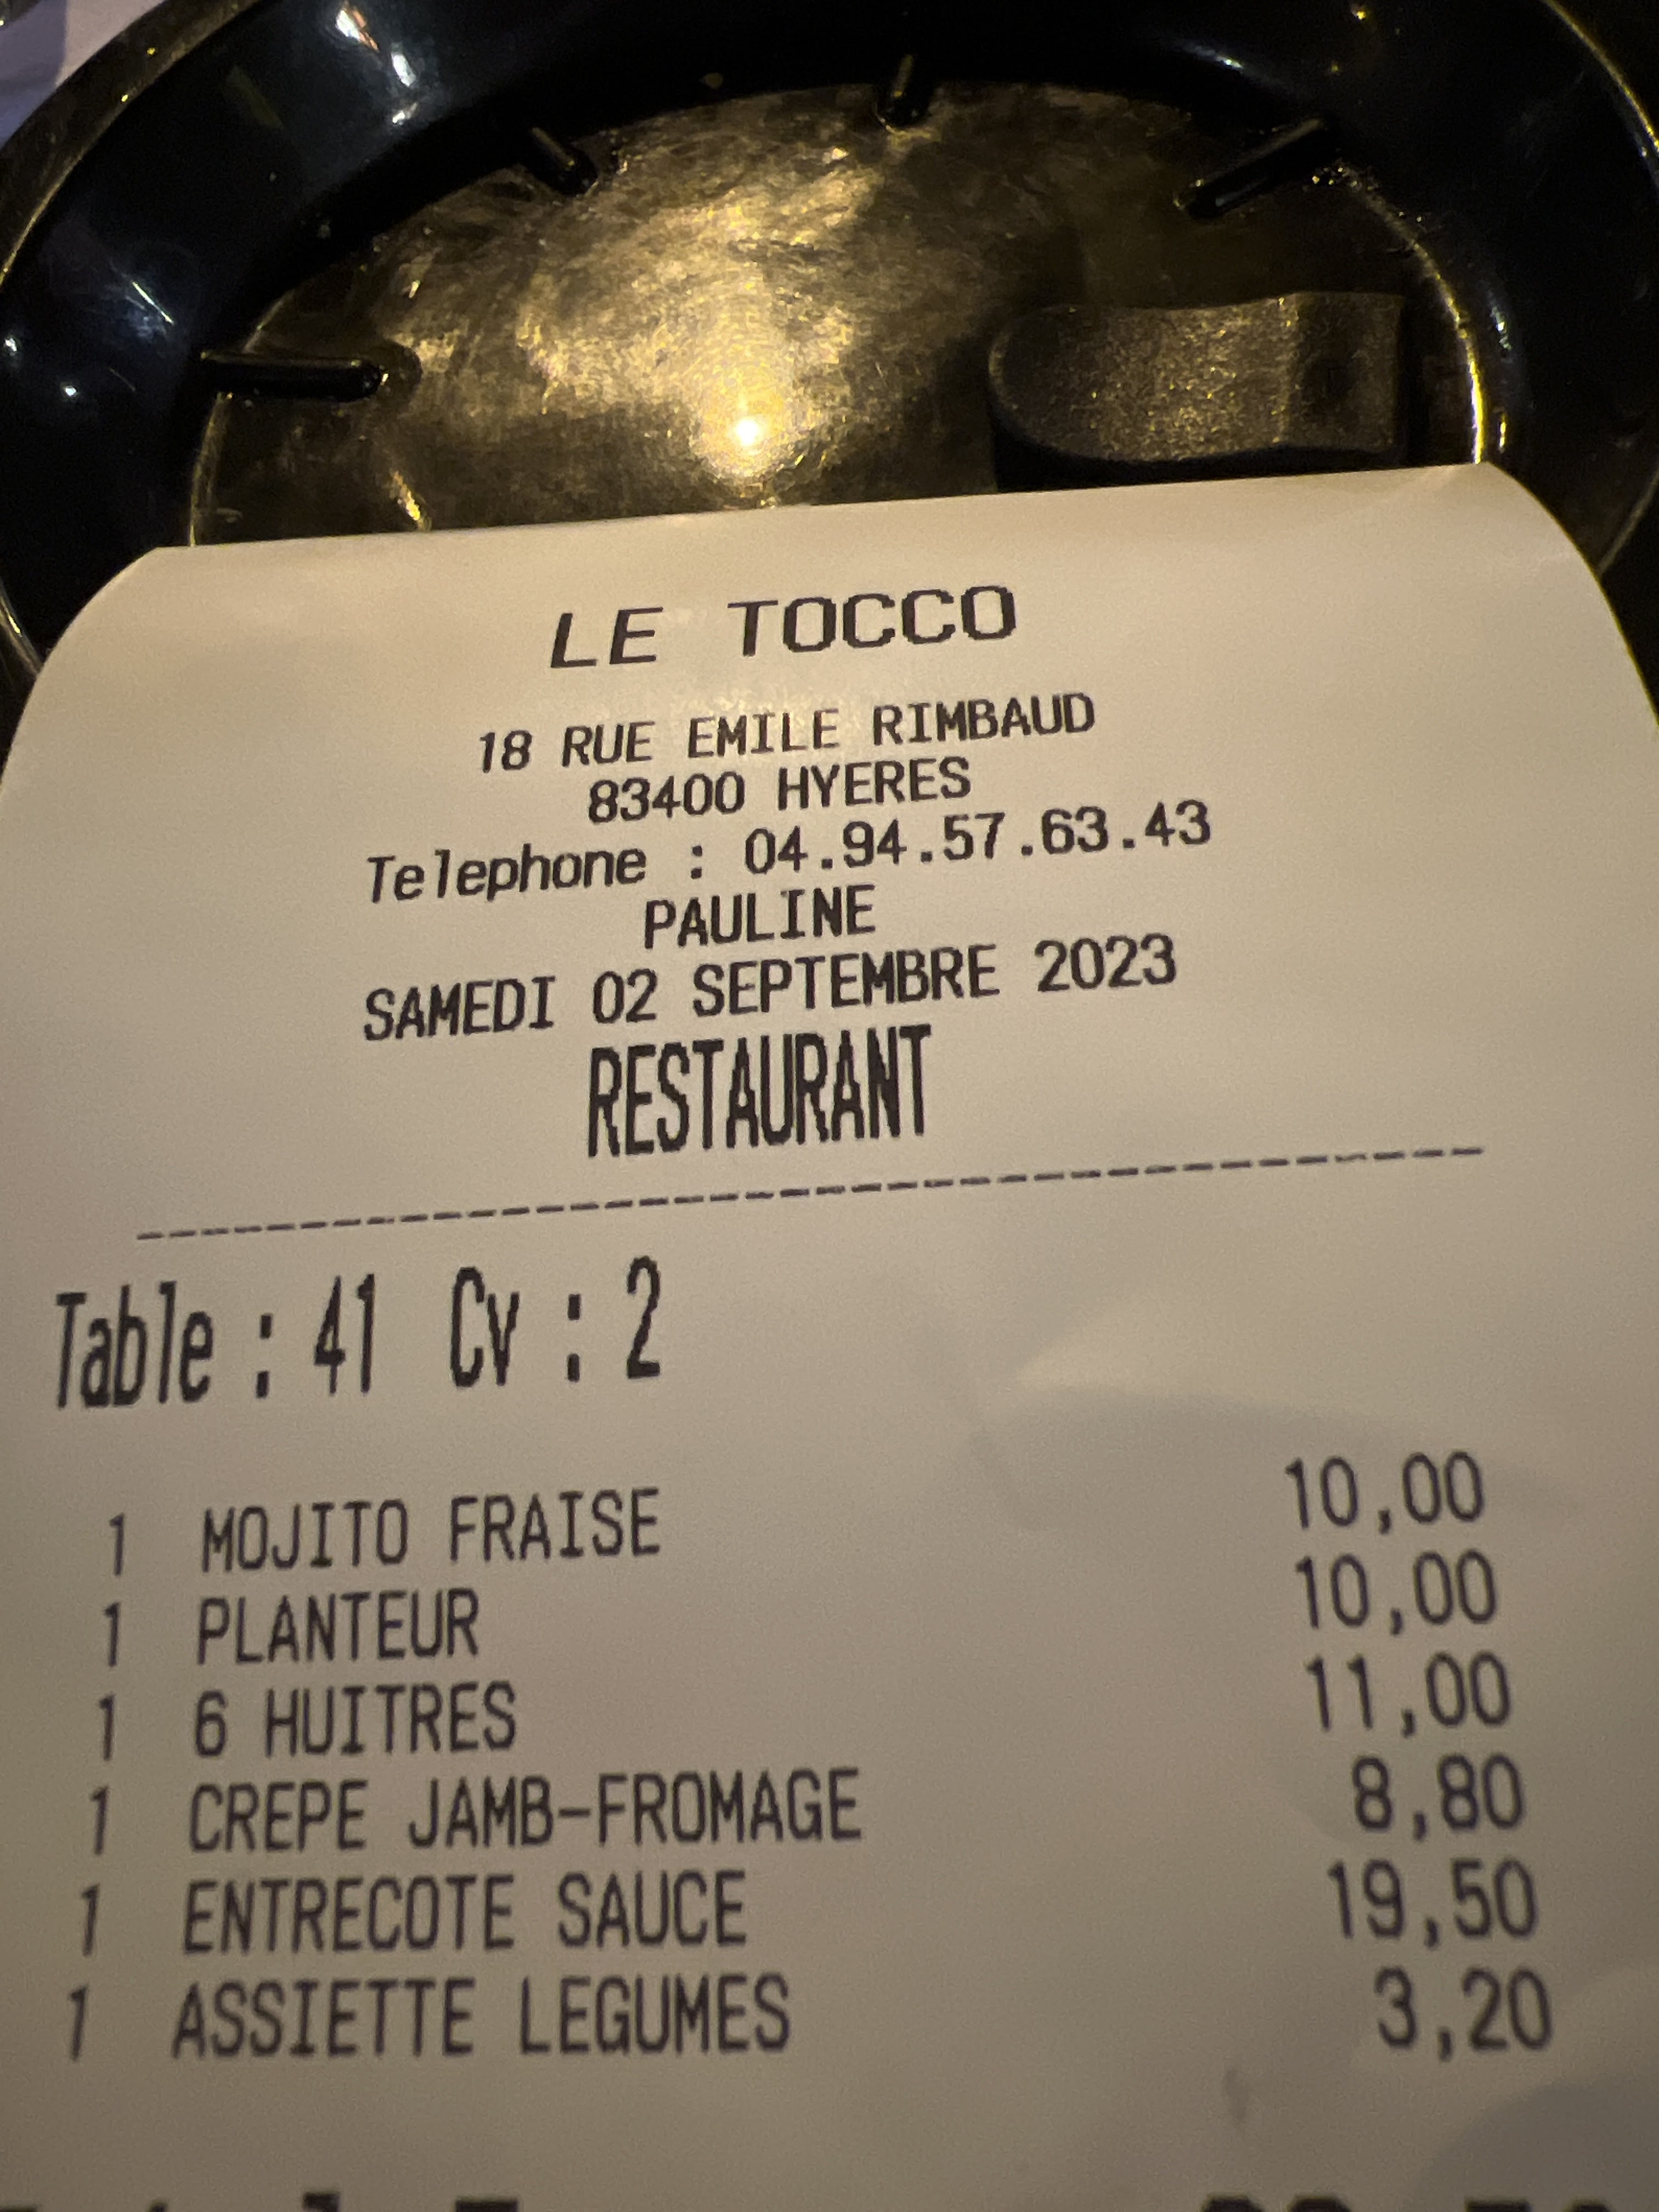 LE TOCCO
18 RUE EMILE RIMBAUD
83400 HYERES
Telephone : 04.94.57.63.43
PAULINE
SAMEDI 02 SEPTEMBRE 2023
RESTAURANT
--------------------------------------------
Table : 41 Cv : 2
1 MOJITO FRAISE 10,00
1 PLANTEUR 10,00
1 6 HUITRES 11,00
1 CREPE JAMB-FROMAGE 8,80
1 ENTRECOTE SAUCE 19,50
1 ASSIETTE LEGUMES 3,20